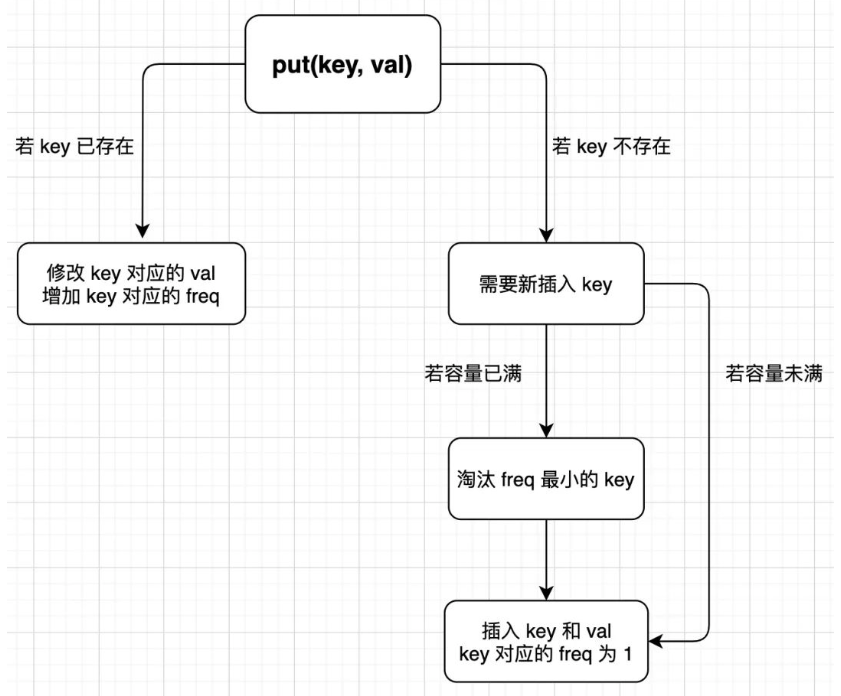 put(key, val)
若 key 已存在
若 key 不存在
修改 key 对应的 val
增加 key 对应的 freq
需要新插入 key
若容量已满
若容量未满
淘汰 freq 最小的 key
插入 key 和 val
key 对应的 freq 为 1